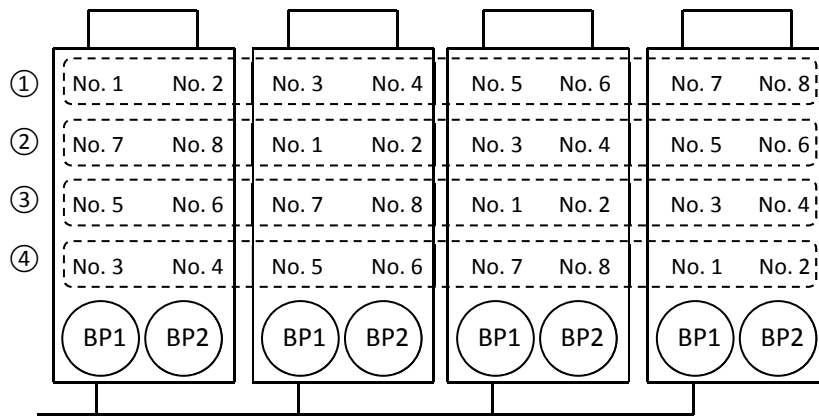 ① No. 1 No. 2 No. 3 No. 4 No. 5 No. 6 No. 7 No. 8
② No. 7 No. 8 No. 1 No. 2 No. 3 No. 4 No. 5 No. 6
③ No. 5 No. 6 No. 7 No. 8 No. 1 No. 2 No. 3 No. 4
④ No. 3 No. 4 No. 5 No. 6 No. 7 No. 8 No. 1 No. 2
BP1 BP2 BP1 BP2 BP1 BP2 BP1 BP2